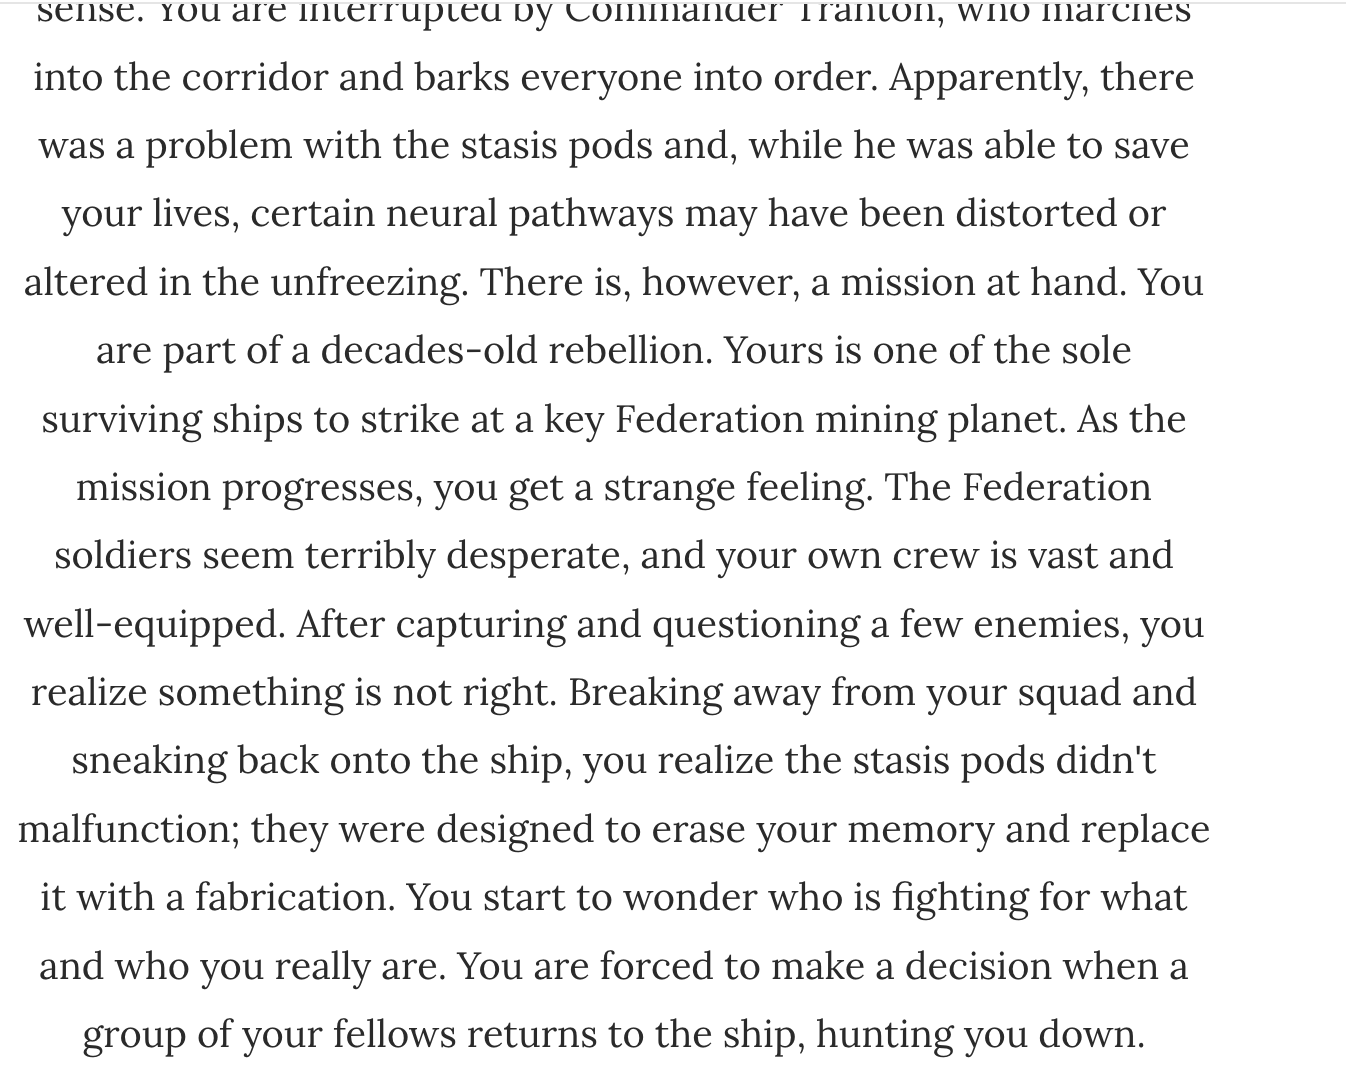 sense. You are interrupted by Commander Tranton, who marches
into the corridor and barks everyone into order. Apparently, there
was a problem with the stasis pods and, while he was able to save
your lives, certain neural pathways may have been distorted or
altered in the unfreezing. There is, however, a mission at hand. You
are part of a decades-old rebellion. Yours is one of the sole
surviving ships to strike at a key Federation mining planet. As the
mission progresses, you get a strange feeling. The Federation
soldiers seem terribly desperate, and your own crew is vast and
well-equipped. After capturing and questioning a few enemies, you
realize something is not right. Breaking away from your squad and
sneaking back onto the ship, you realize the stasis pods didn't
malfunction; they were designed to erase your memory and replace
it with a fabrication. You start to wonder who is fighting for what
and who you really are. You are forced to make a decision when a
group of your fellows returns to the ship, hunting you down.